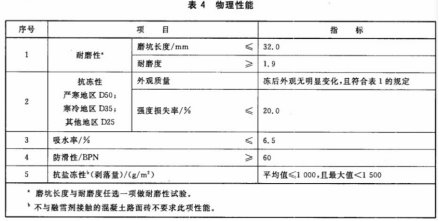 表 4 物理性能
序号 项 目 指 标
1 耐磨性ᵃ 磨坑长度/mm ≤ 32.0
耐磨度 ≥ 1.9
2 抗冻性
严寒地区 D50；
寒冷地区 D35；
其他地区 D25
外观质量 冻后外观无明显变化,且符合表 1 的规定
强度损失率/% ≤ 20.0
3 吸水率/% ≤ 6.5
4 防滑性/BPN ≥ 60
5 抗盐冻性ᵇ(剥落量)/(g/m²) 平均值≤1 000,且最大值<1 500
ᵃ 磨坑长度与耐磨度任选一项做耐磨性试验。
ᵇ 不与融雪剂接触的混凝土路面砖不要求此项性能。